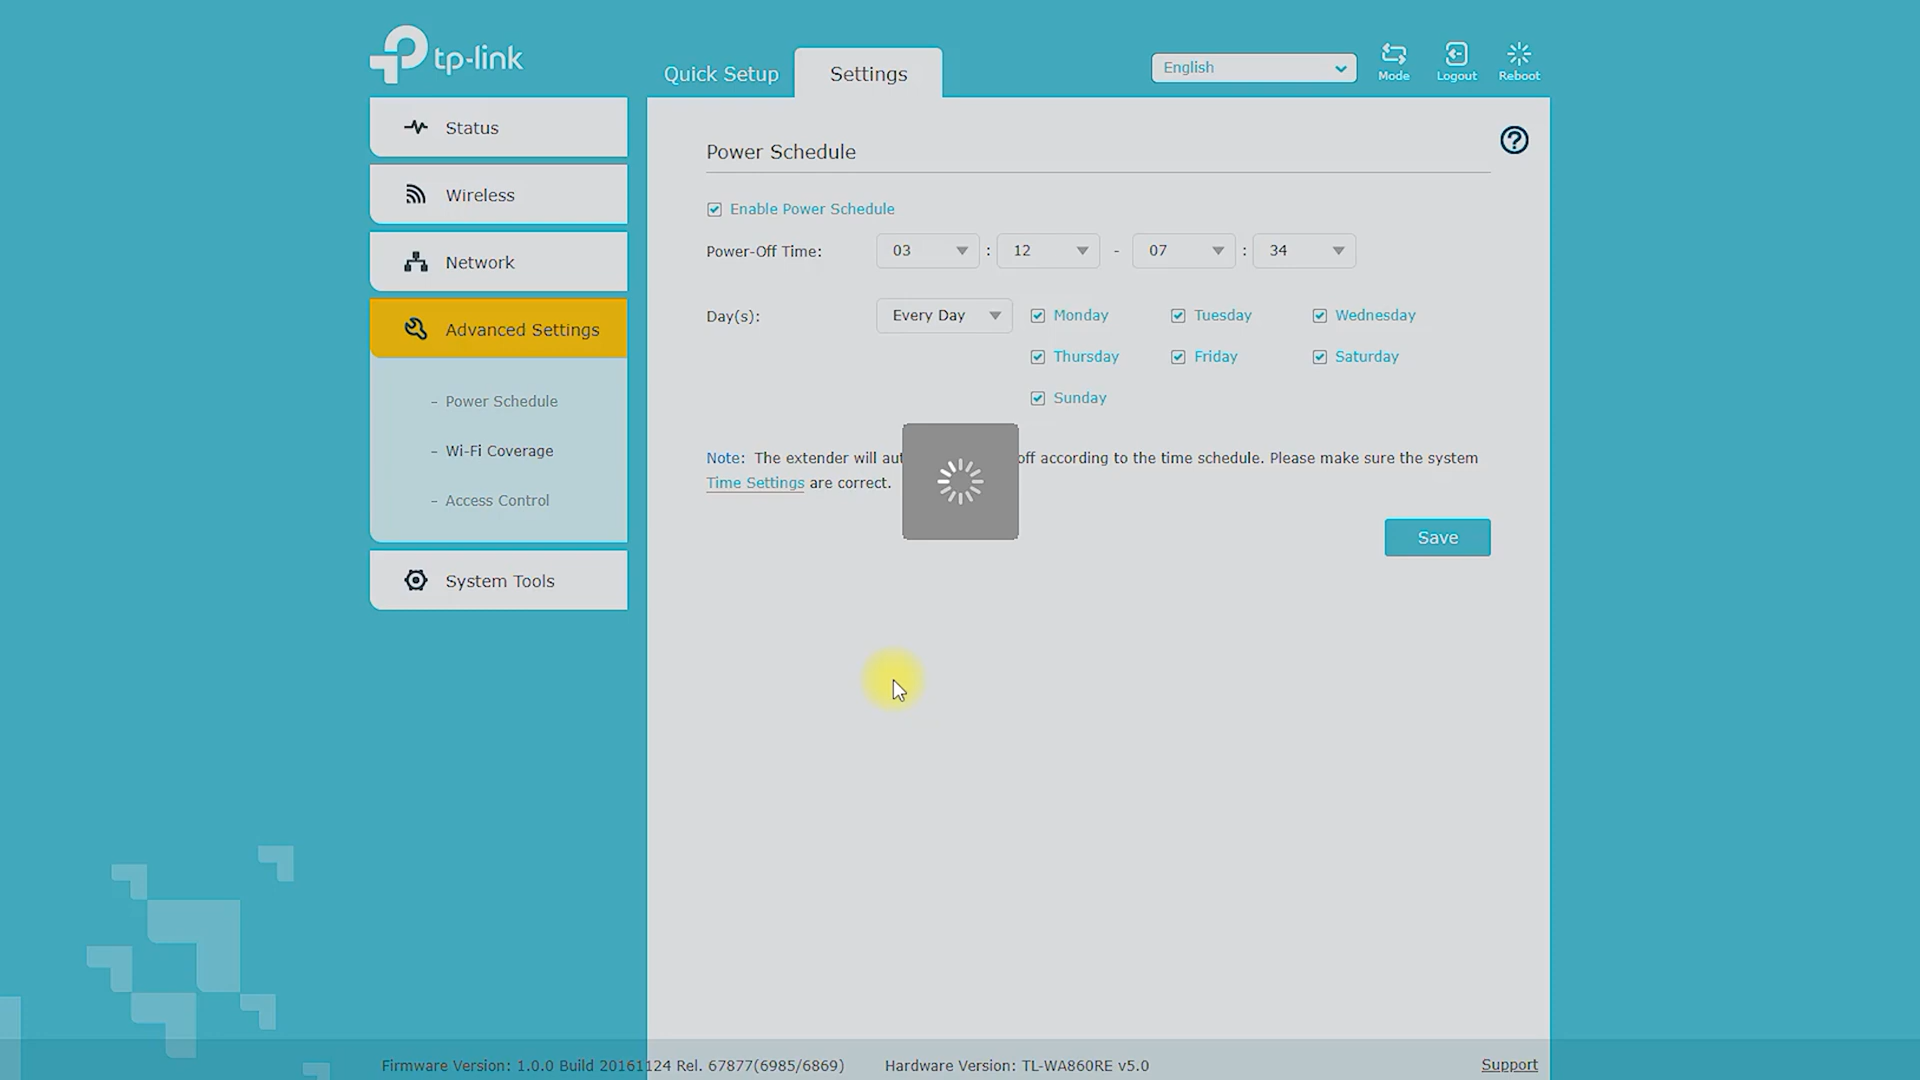 tp-link
Quick Setup
Settings
English
Mode
Logout
Reboot
Status
Wireless
Network
Advanced Settings
- Power Schedule
- Wi-Fi Coverage
- Access Control
System Tools
Power Schedule
Enable Power Schedule
Power-Off Time: 03 : 12 - 07 : 34
Day(s): Every Day Monday Tuesday Wednesday
Thursday Friday Saturday
Sunday
Note: The extender will off according to the time schedule. Please make sure the system
Time Settings are correct.
Save
Firmware Version: 1.0.0 Build 20161124 Rel. 67877(6985/6869) Hardware Version: TL-WA860RE v5.0 Support